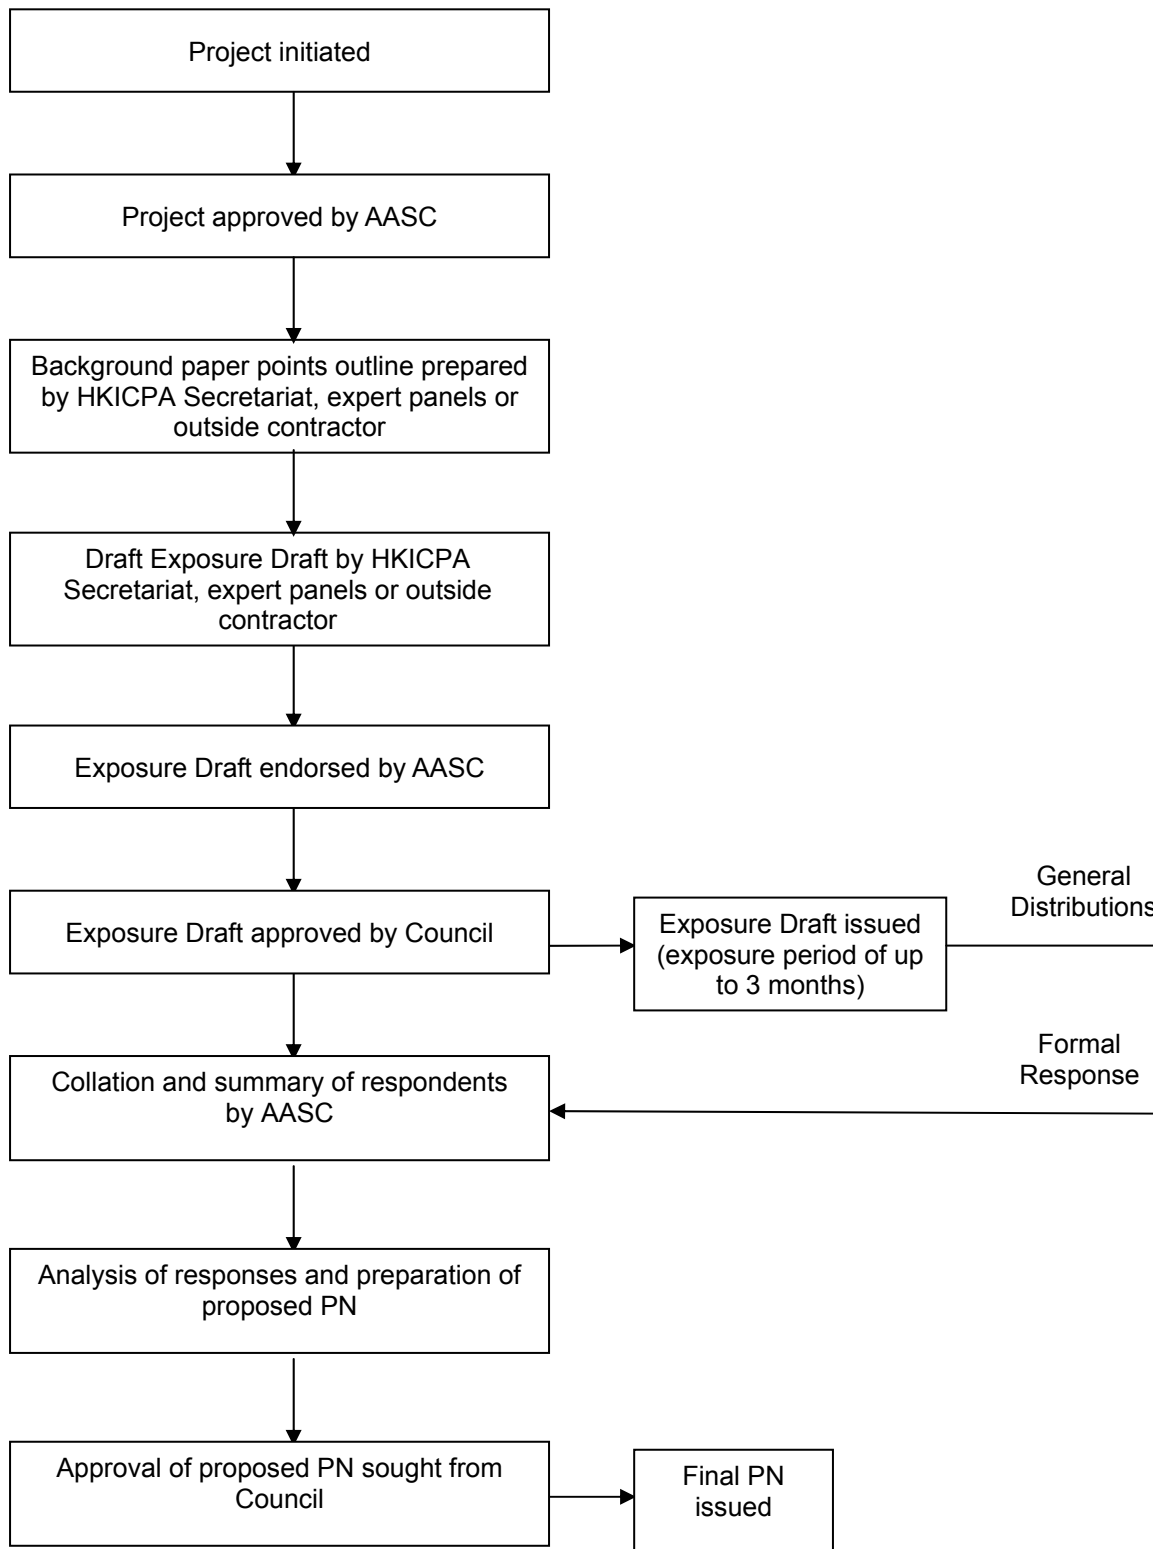 Project initiated
Project approved by AASC
Background paper points outline prepared
by HKICPA Secretariat, expert panels or
outside contractor
Draft Exposure Draft by HKICPA
Secretariat, expert panels or outside
contractor
Exposure Draft endorsed by AASC
Exposure Draft approved by Council
Exposure Draft issued
(exposure period of up
to 3 months)
General
Distributions
Formal
Response
Collation and summary of respondents
by AASC
Analysis of responses and preparation of
proposed PN
Approval of proposed PN sought from
Council
Final PN
issued